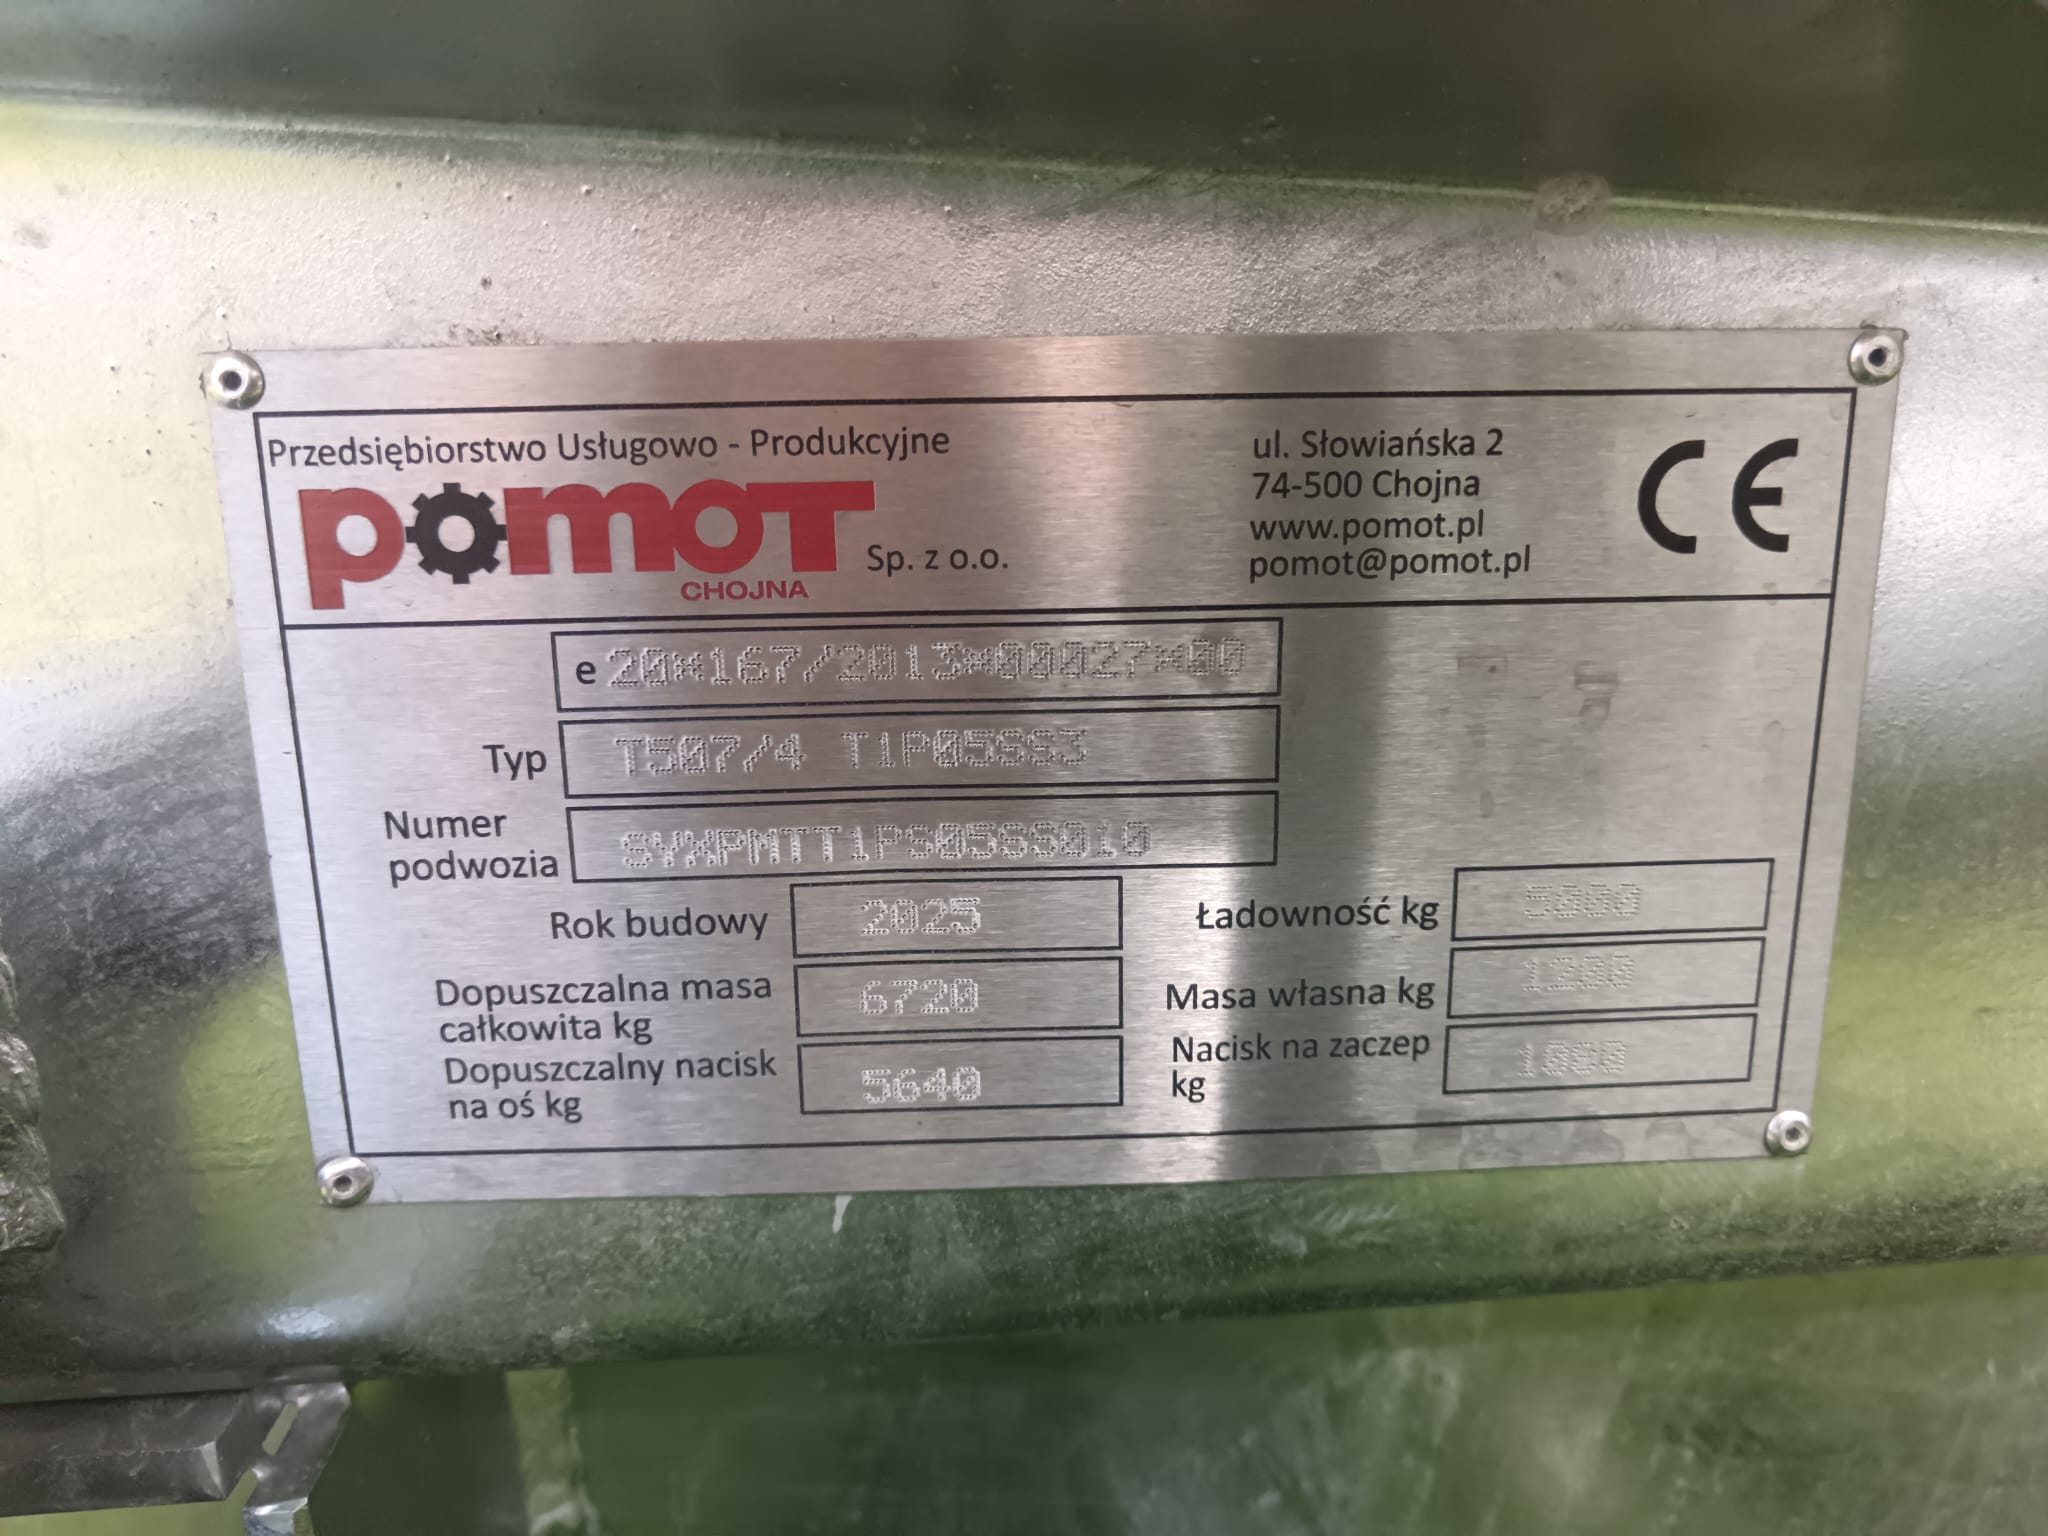 Przedsiębiorstwo Usługowo - Produkcyjne
pomoT Sp. z o.o.
CHOJNA
ul. Słowiańska 2
74-500 Chojna
www.pomot.pl
pomot@pomot.pl
CE
e 20*167/2013*00027*00
Typ T507/4 T1P05SS3
Numer podwozia SYXPMTT1PS05SS010
Rok budowy 2025
Dopuszczalna masa
całkowita kg 6720
Dopuszczalny nacisk
na oś kg 5640
Ładowność kg 5000
Masa własna kg 1200
Nacisk na zaczep
kg 1000